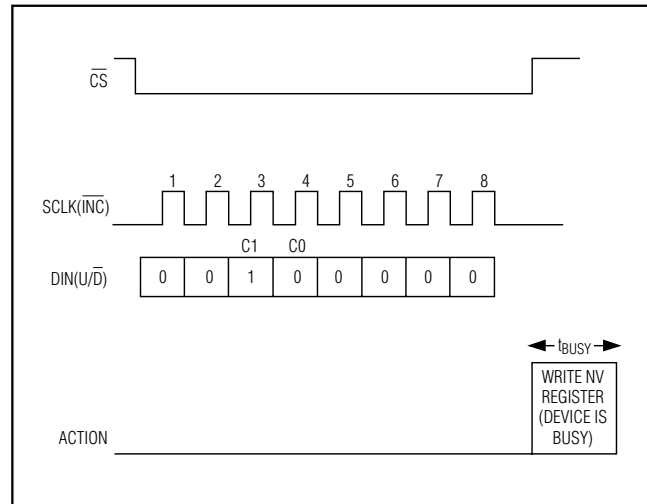 CS
1 2 3 4 5 6 7 8
SCLK(INC)
C1 C0
DIN(U/D)
0 0 1 0 0 0 0 0
tBUSY
WRITE NV
REGISTER
(DEVICE IS
BUSY)
ACTION